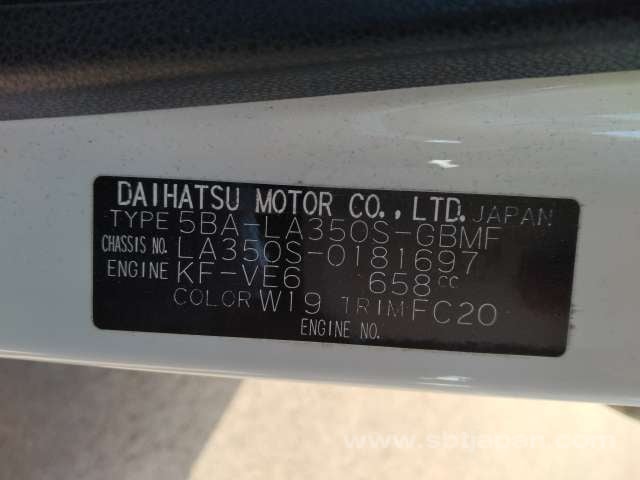 DAIHATSU MOTOR CO., LTD. JAPAN
TYPE 5BA-LA350S-GBMF
CHASSIS NO. LA350S-0181697
ENGINE KF-VE6 658cc
COLOR W19 TRIM FC20
ENGINE NO.
www.sbtjapan.com